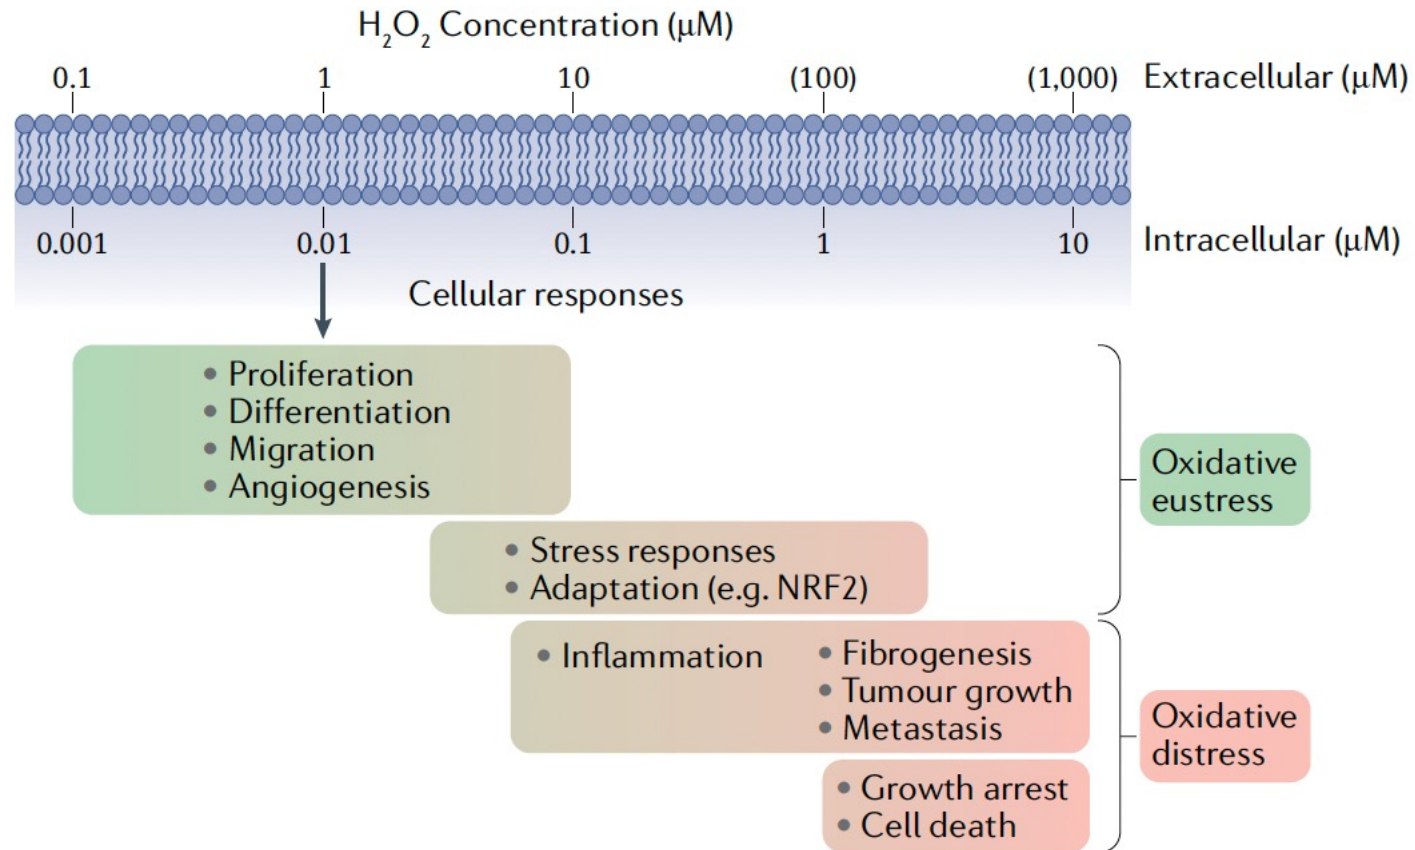 H₂O₂ Concentration (µM)
0.1 1 10 (100) (1,000) Extracellular (µM)
0.001 0.01 0.1 1 10 Intracellular (µM)
Cellular responses
• Proliferation
• Differentiation
• Migration
• Angiogenesis
• Stress responses
• Adaptation (e.g. NRF2)
Oxidative
eustress
• Inflammation
• Fibrogenesis
• Tumour growth
• Metastasis
• Growth arrest
• Cell death
Oxidative
distress